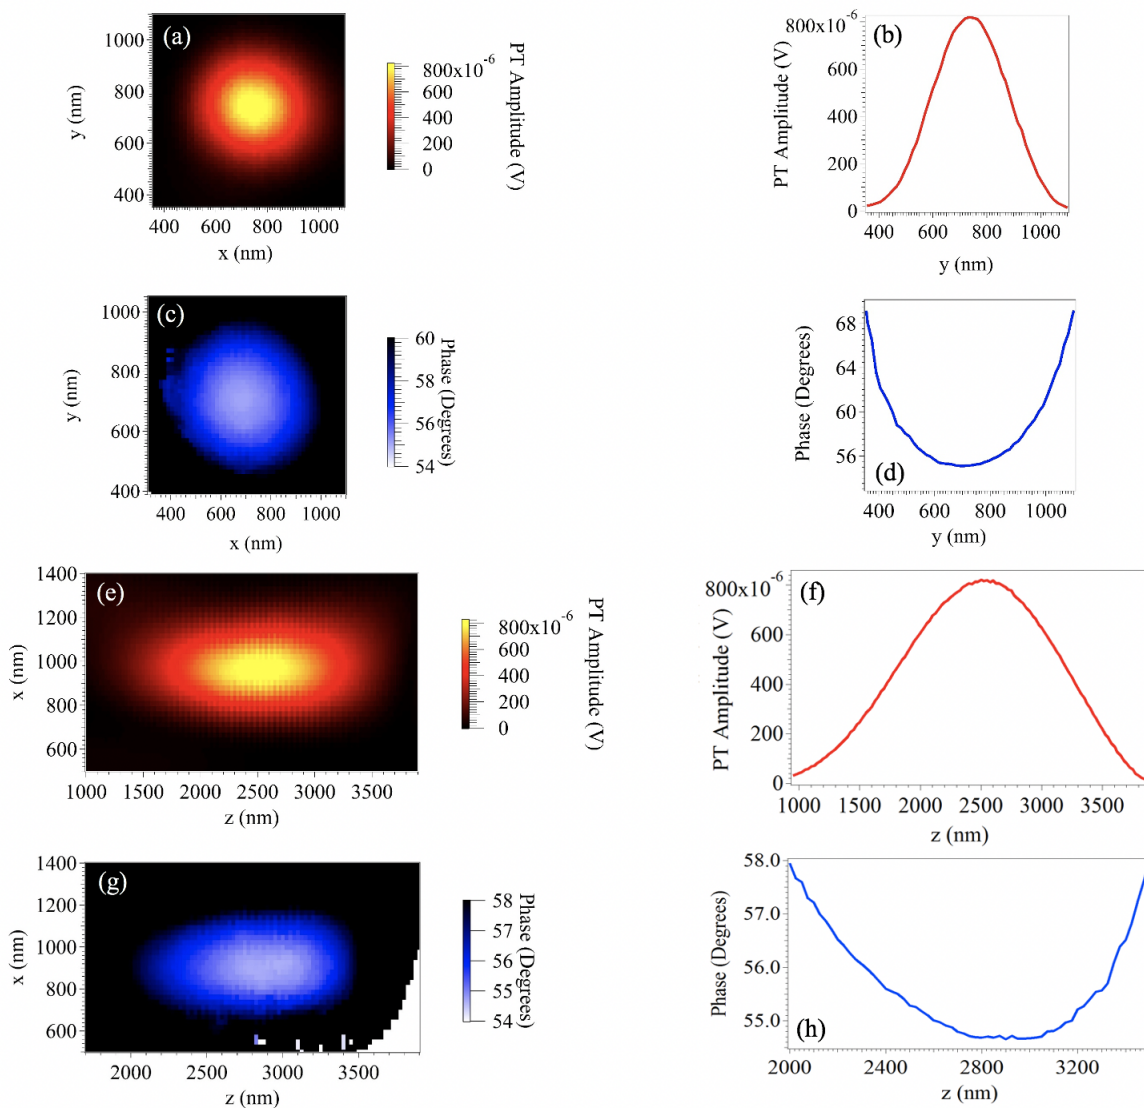 (a)
1100
1000
800
600
400
y (nm)
400 600 800 1000
x (nm)
800x10-6
600
400
200
0
PT Amplitude (V)
(b)
800x10-6
600
400
200
0
PT Amplitude (V)
400 600 800 1000
y (nm)
(c)
1000
800
600
400
y (nm)
400 600 800 1000
x (nm)
60
58
56
54
Phase (Degrees)
(d)
68
64
60
56
Phase (Degrees)
400 600 800 1000
y (nm)
(e)
1400
1200
1000
800
600
x (nm)
1000 1500 2000 2500 3000 3500
z (nm)
800x10-6
600
400
200
0
PT Amplitude (V)
(f)
800x10-6
600
400
200
0
PT Amplitude (V)
1000 1500 2000 2500 3000 3500
z (nm)
(g)
1400
1200
1000
800
600
x (nm)
2000 2500 3000 3500
z (nm)
58
57
56
55
54
Phase (Degrees)
(h)
58.0
57.0
56.0
55.0
Phase (Degrees)
2000 2400 2800 3200
z (nm)